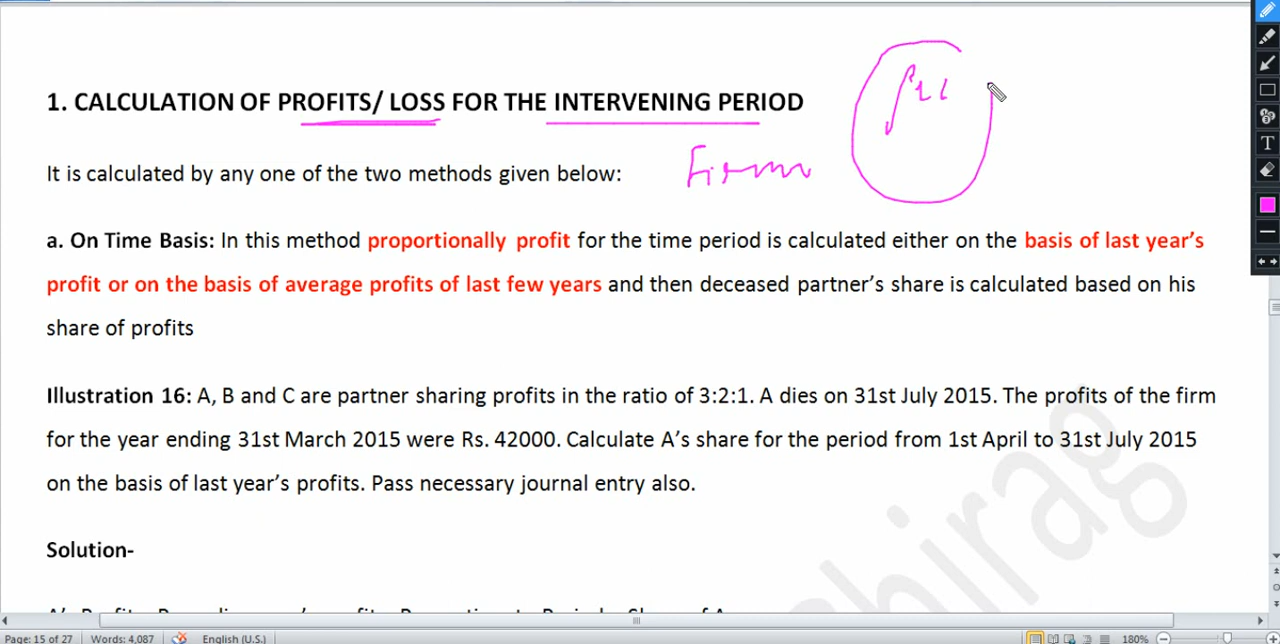 1. CALCULATION OF PROFITS/ LOSS FOR THE INTERVENING PERIOD
It is calculated by any one of the two methods given below:
Firm
a. On Time Basis: In this method proportionally profit for the time period is calculated either on the basis of last year's
profit or on the basis of average profits of last few years and then deceased partner's share is calculated based on his
share of profits
Illustration 16: A, B and C are partner sharing profits in the ratio of 3:2:1. A dies on 31st July 2015. The profits of the firm
for the year ending 31st March 2015 were Rs. 42000. Calculate A's share for the period from 1st April to 31st July 2015
on the basis of last year's profits. Pass necessary journal entry also.
Solution-
chirag
Page: 15 of 27 Words: 4,087 English (U.S.) 180%